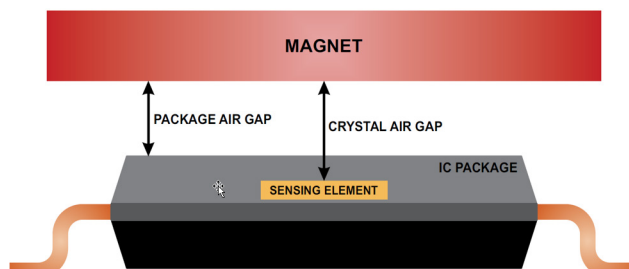 MAGNET
PACKAGE AIR GAP
CRYSTAL AIR GAP
IC PACKAGE
SENSING ELEMENT